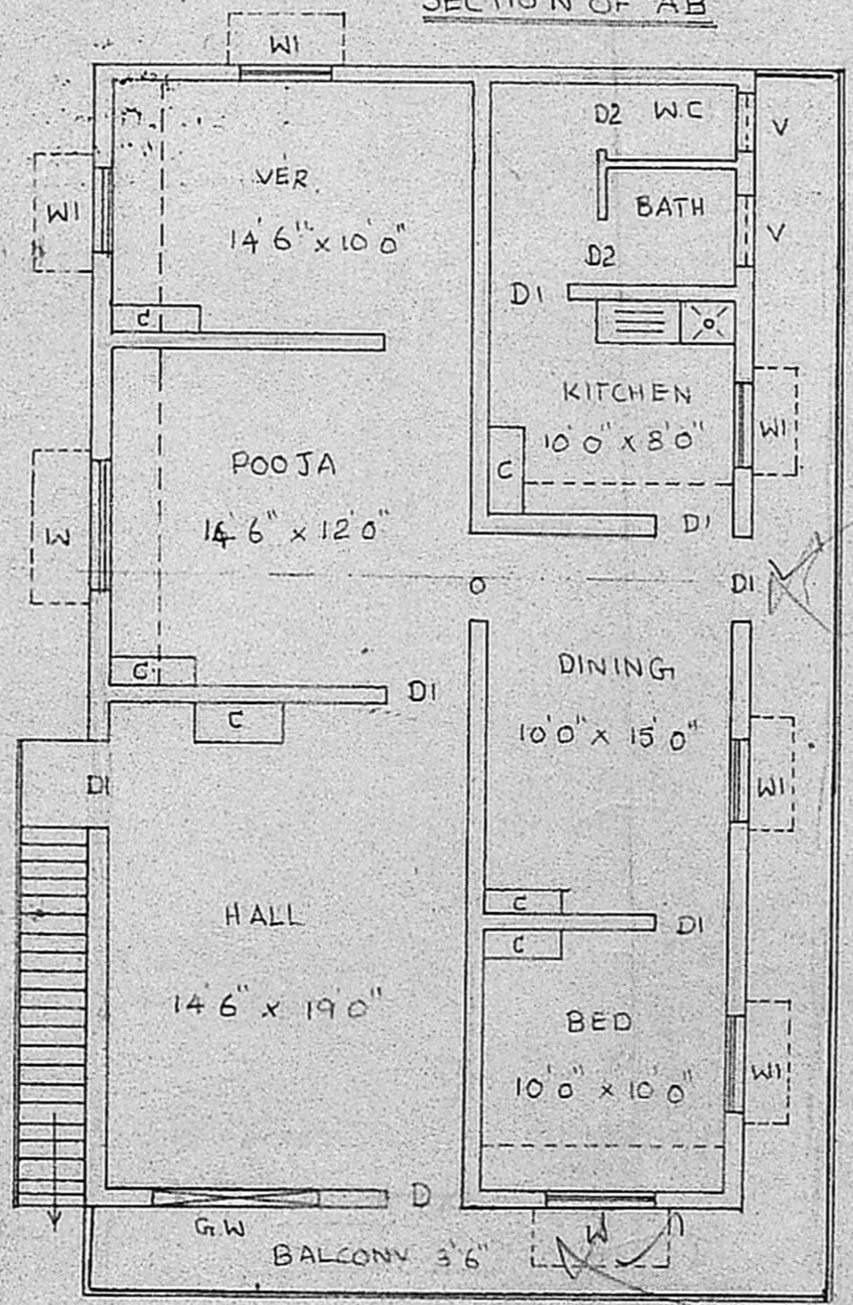 SECTION OF AB
W1
D2 W.C V
VER.
14'6" x 10'0"
W1
BATH
V
D2
D1
C
KITCHEN
10'0" x 8'0"
W1
C
POOJA
14'6" x 12'0"
W
D1
O
D1
C
D1
C
DINING
10'0" x 15'0"
W1
D1
HALL
14'6" x 19'0"
C
C
D1
BED
10'0" x 10'0"
W1
D
G.W
W
BALCONY 3'6"